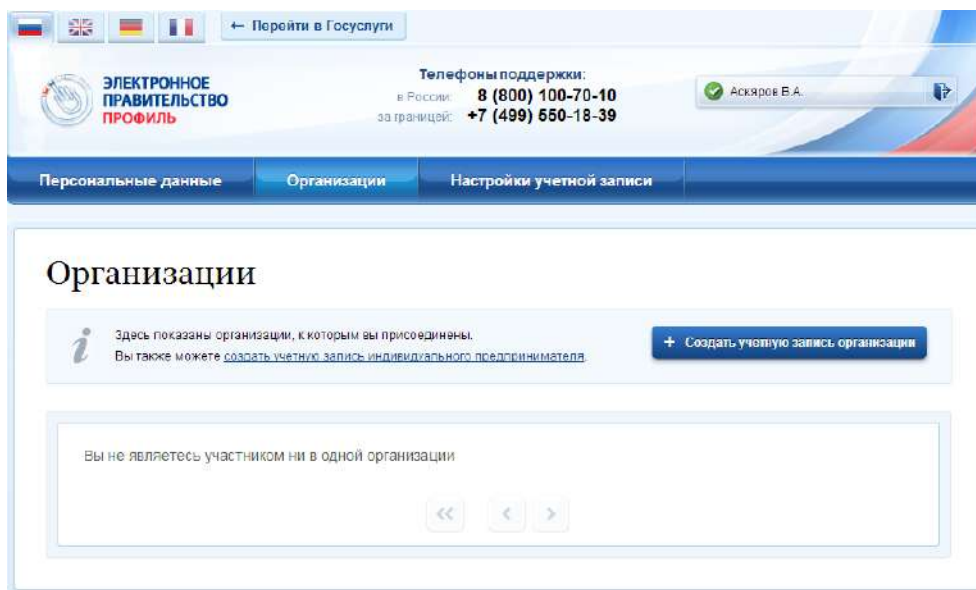 ← Перейти в Госуслуги
ЭЛЕКТРОННОЕ
ПРАВИТЕЛЬСТВО
ПРОФИЛЬ
Телефоны поддержки:
в России: 8 (800) 100-70-10
за границей: +7 (499) 550-18-39
Аскяров В.А.
Персональные данные Организации Настройки учетной записи
Организации
Здесь показаны организации, к которым вы присоединены.
Вы также можете создать учетную запись индивидуального предпринимателя.
+ Создать учетную запись организации
Вы не являетесь участником ни в одной организации